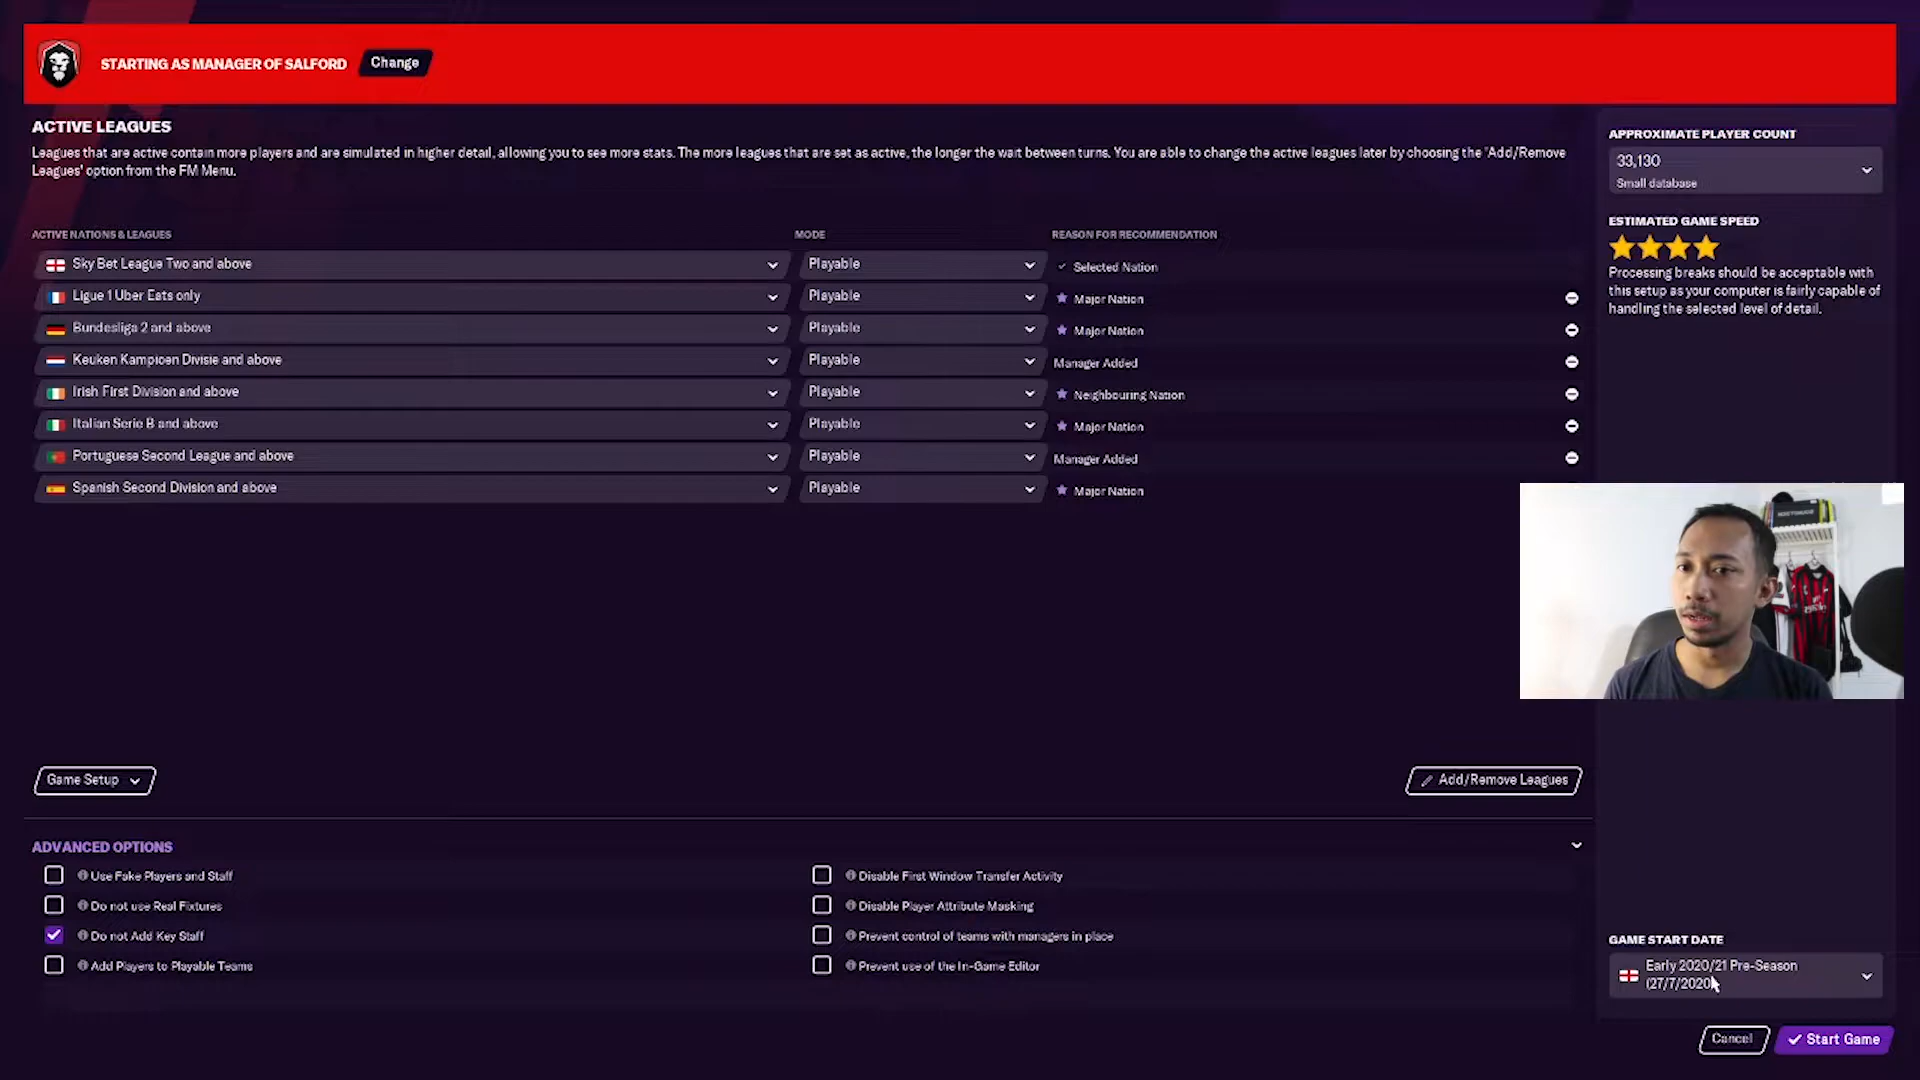 STARTING AS MANAGER OF SALFORD
Change
ACTIVE LEAGUES
Leagues that are active contain more players and are simulated in higher detail, allowing you to see more stats. The more leagues that are set as active, the longer the wait between turns. You are able to change the active leagues later by choosing the 'Add/Remove
Leagues' option from the FM Menu.
ACTIVE NATIONS & LEAGUES MODE REASON FOR RECOMMENDATION
Sky Bet League Two and above Playable Selected Nation
Ligue 1 Uber Eats only Playable Major Nation
Bundesliga 2 and above Playable Major Nation
Keuken Kampioen Divisie and above Playable Manager Added
Irish First Division and above Playable Neighbouring Nation
Italian Serie B and above Playable Major Nation
Portuguese Second League and above Playable Manager Added
Spanish Second Division and above Playable Major Nation
Game Setup
Add/Remove Leagues
ADVANCED OPTIONS
Use Fake Players and Staff
Do not use Real Fixtures
Do not Add Key Staff
Add Players to Playable Teams
Disable First Window Transfer Activity
Disable Player Attribute Masking
Prevent control of teams with managers in place
Prevent use of the In-Game Editor
APPROXIMATE PLAYER COUNT
33,130
Small database
ESTIMATED GAME SPEED
Processing breaks should be acceptable with
this setup as your computer is fairly capable of
handling the selected level of detail.
GAME START DATE
Early 2020/21 Pre-Season
(27/7/2020)
Cancel
Start Game